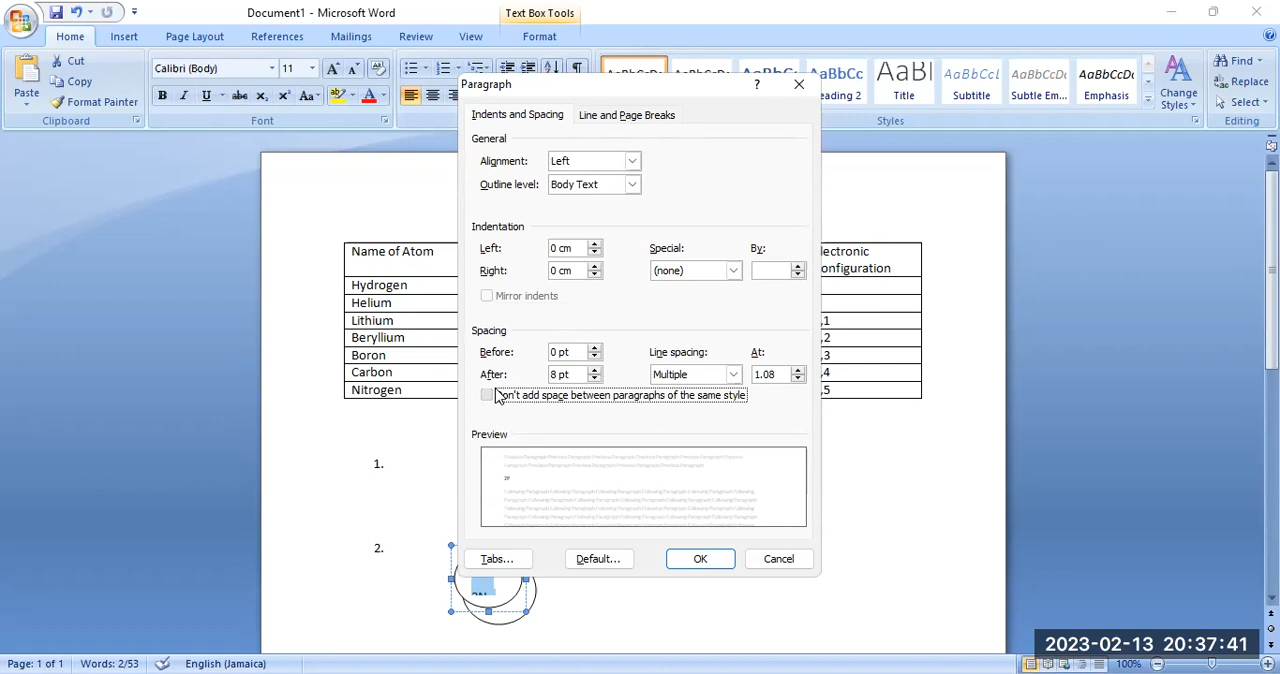 Document1 - Microsoft Word
Text Box Tools
Home Insert Page Layout References Mailings Review View Format
Paste
Cut
Copy
Format Painter
Clipboard
Calibri (Body) 11
Font
Heading 2
Title
Subtitle
Subtle Em...
Emphasis
Change Styles
Styles
Find
Replace
Select
Editing
Paragraph
Indents and Spacing Line and Page Breaks
General
Alignment: Left
Outline level: Body Text
Indentation
Left: 0 cm Special: By:
Right: 0 cm (none)
Mirror indents
Spacing
Before: 0 pt Line spacing: At:
After: 8 pt Multiple 1.08
add space between paragraphs of the same style
Preview
Tabs... Default... OK Cancel
Name of Atom
Hydrogen
Helium
Lithium ,1
Beryllium ,2
Boron ,3
Carbon ,4
Nitrogen ,5
1.
2.
2023-02-13 20:37:41
Page: 1 of 1 Words: 2/53 English (Jamaica) 100%